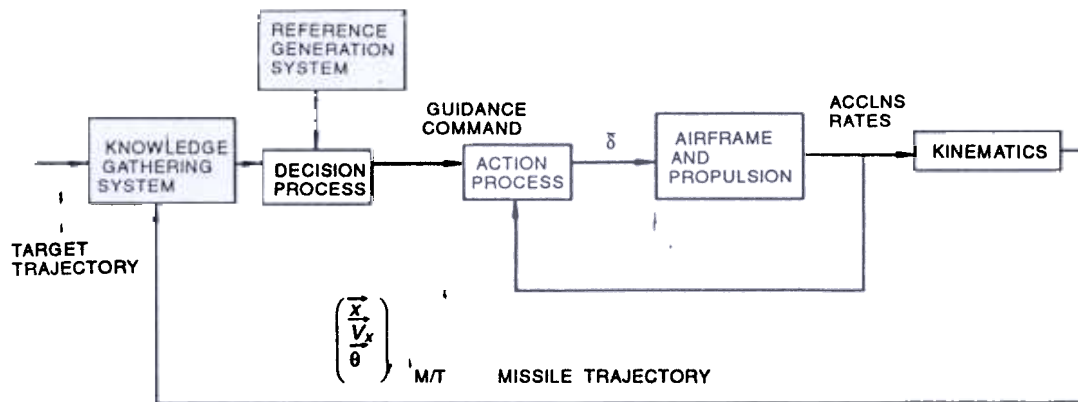 REFERENCE
GENERATION
SYSTEM
GUIDANCE
COMMAND
ACCLNS
RATES
KNOWLEDGE
GATHERING
SYSTEM
DECISION
PROCESS
ACTION
PROCESS
δ̄
AIRFRAME
AND
PROPULSION
KINEMATICS
TARGET
TRAJECTORY
x⃗
V⃗ₓ
θ⃗
M/T MISSILE TRAJECTORY